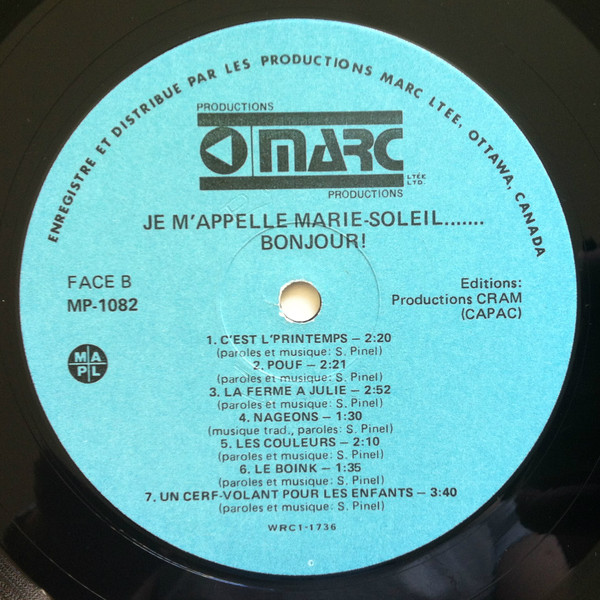 ENREGISTRE ET DISTRIBUE PAR LES PRODUCTIONS MARC LTEE, OTTAWA, CANADA
PRODUCTIONS
MARC
LTÉE
LTD.
PRODUCTIONS
JE M'APPELLE MARIE-SOLEIL.......
BONJOUR!
FACE B
MP-1082
Editions:
Productions CRAM
(CAPAC)
MAPL
1. C'EST L'PRINTEMPS – 2:20
(paroles et musique: S. Pinel)
2. POUF – 2:21
(paroles et musique: S. Pinel)
3. LA FERME A JULIE – 2:52
(paroles et musique: S. Pinel)
4. NAGEONS – 1:30
(musique trad., paroles: S. Pinel)
5. LES COULEURS – 2:10
(paroles et musique: S. Pinel)
6. LE BOINK – 1:35
(paroles et musique: S. Pinel)
7. UN CERF-VOLANT POUR LES ENFANTS – 3:40
(paroles et musique: S. Pinel)
WRC1-1736